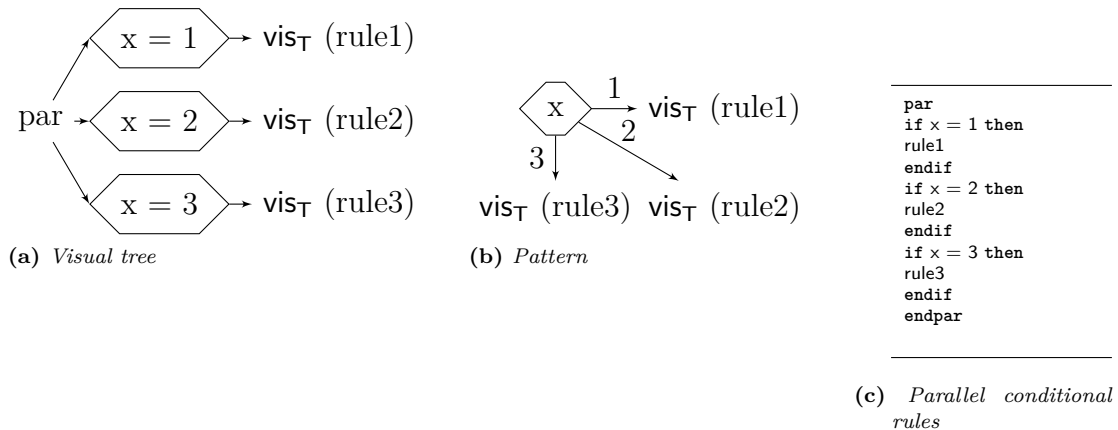 x = 1
vis_T (rule1)
par
x = 2
vis_T (rule2)
x = 3
vis_T (rule3)
(a) Visual tree
x
1
vis_T (rule1)
2
3
vis_T (rule3)
vis_T (rule2)
(b) Pattern
par
if x = 1 then
rule1
endif
if x = 2 then
rule2
endif
if x = 3 then
rule3
endif
endpar
(c) Parallel conditional
rules